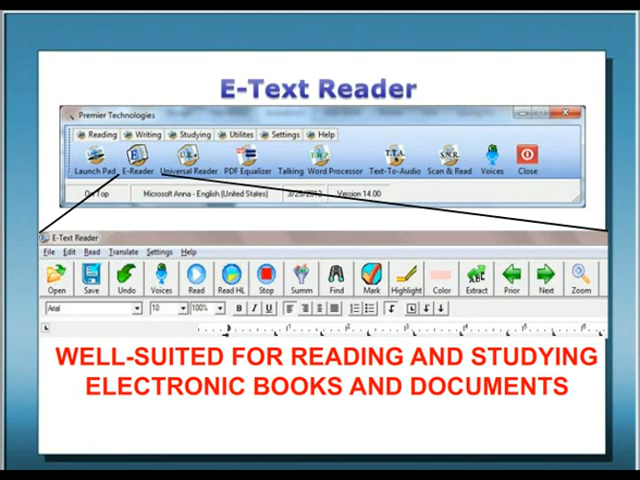 E-Text Reader
Premier Technologies
Reading Writing Studying Utilites Settings Help
Launch Pad E-Reader Universal Reader PDF Equalizer Talking Word Processor Text-To-Audio Scan & Read Voices Close
On Top Microsoft Anna - English (United States) Version 14.00
E-Text Reader
File Edit Read Translate Settings Help
Open Save Undo Voices Read Read HL Stop Summ Find Mark Highlight Color Extract Prior Next Zoom
Arial 10 100% B I U
1 2 3 4 5
WELL-SUITED FOR READING AND STUDYING
ELECTRONIC BOOKS AND DOCUMENTS